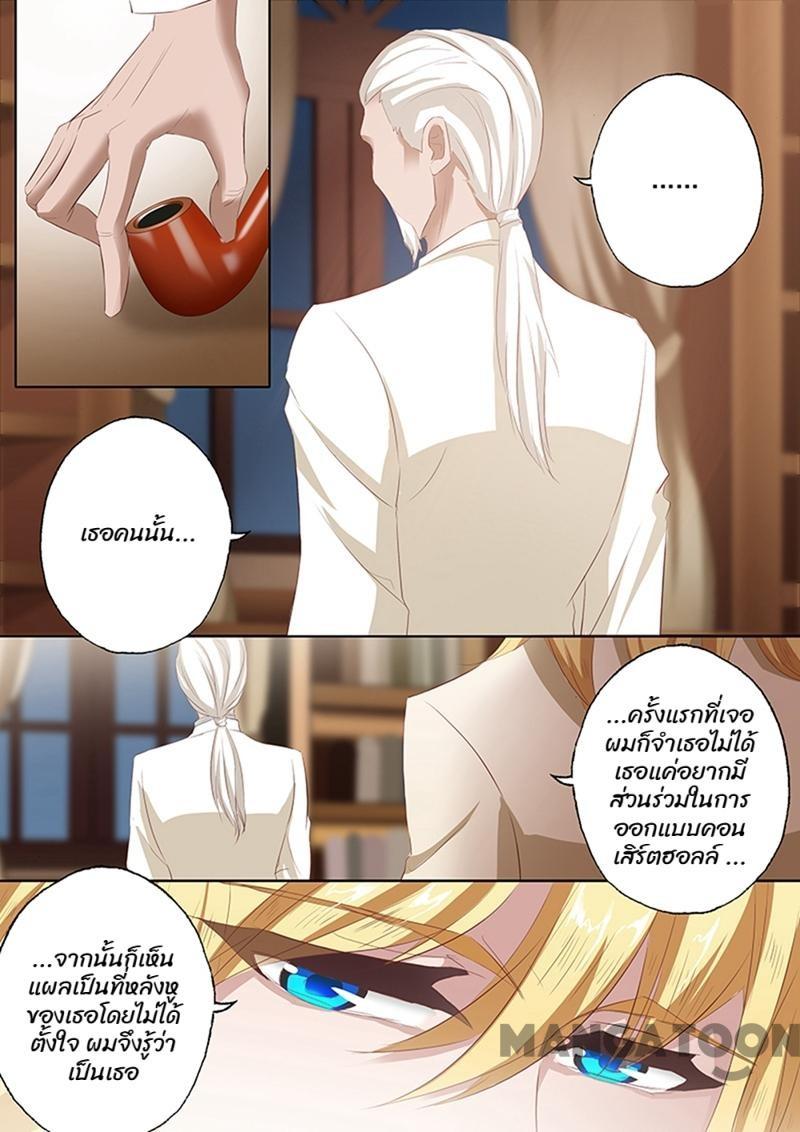 ......
เธอคนนั้น...
...ครั้งแรกที่เจอ
ผมก็จำเธอไม่ได้
เธอแค่อยากมี
ส่วนร่วมในการ
ออกแบบคอน
เสิร์ตฮอลล์ ...
...จากนั้นก็เห็น
แผลเป็นที่หลังหู
ของเธอโดยไม่ได้
ตั้งใจ ผมจึงรู้ว่า
เป็นเธอ
MANGATOON